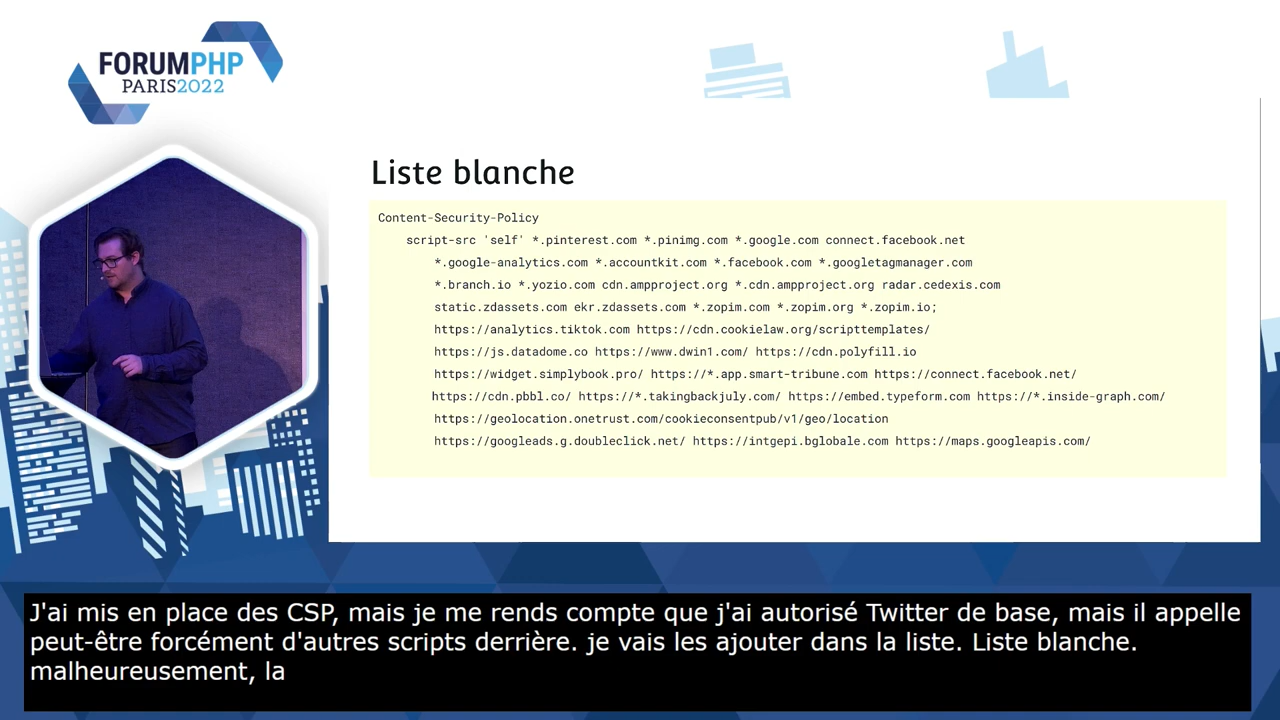 FORUMPHP
PARIS2022
Liste blanche
Content-Security-Policy
script-src 'self' *.pinterest.com *.pinimg.com *.google.com connect.facebook.net
*.google-analytics.com *.accountkit.com *.facebook.com *.googletagmanager.com
*.branch.io *.yozio.com cdn.ampproject.org *.cdn.ampproject.org radar.cedexis.com
static.zdassets.com ekr.zdassets.com *.zopim.com *.zopim.org *.zopim.io;
https://analytics.tiktok.com https://cdn.cookielaw.org/scripttemplates/
https://js.datadome.co https://www.dwin1.com/ https://cdn.polyfill.io
https://widget.simplybook.pro/ https://*.app.smart-tribune.com https://connect.facebook.net/
https://cdn.pbbl.co/ https://*.takingbackjuly.com/ https://embed.typeform.com https://*.inside-graph.com/
https://geolocation.onetrust.com/cookieconsentpub/v1/geo/location
https://googleads.g.doubleclick.net/ https://intgepi.bglobale.com https://maps.googleapis.com/
J'ai mis en place des CSP, mais je me rends compte que j'ai autorisé Twitter de base, mais il appelle
peut-être forcément d'autres scripts derrière. je vais les ajouter dans la liste. Liste blanche.
malheureusement, la